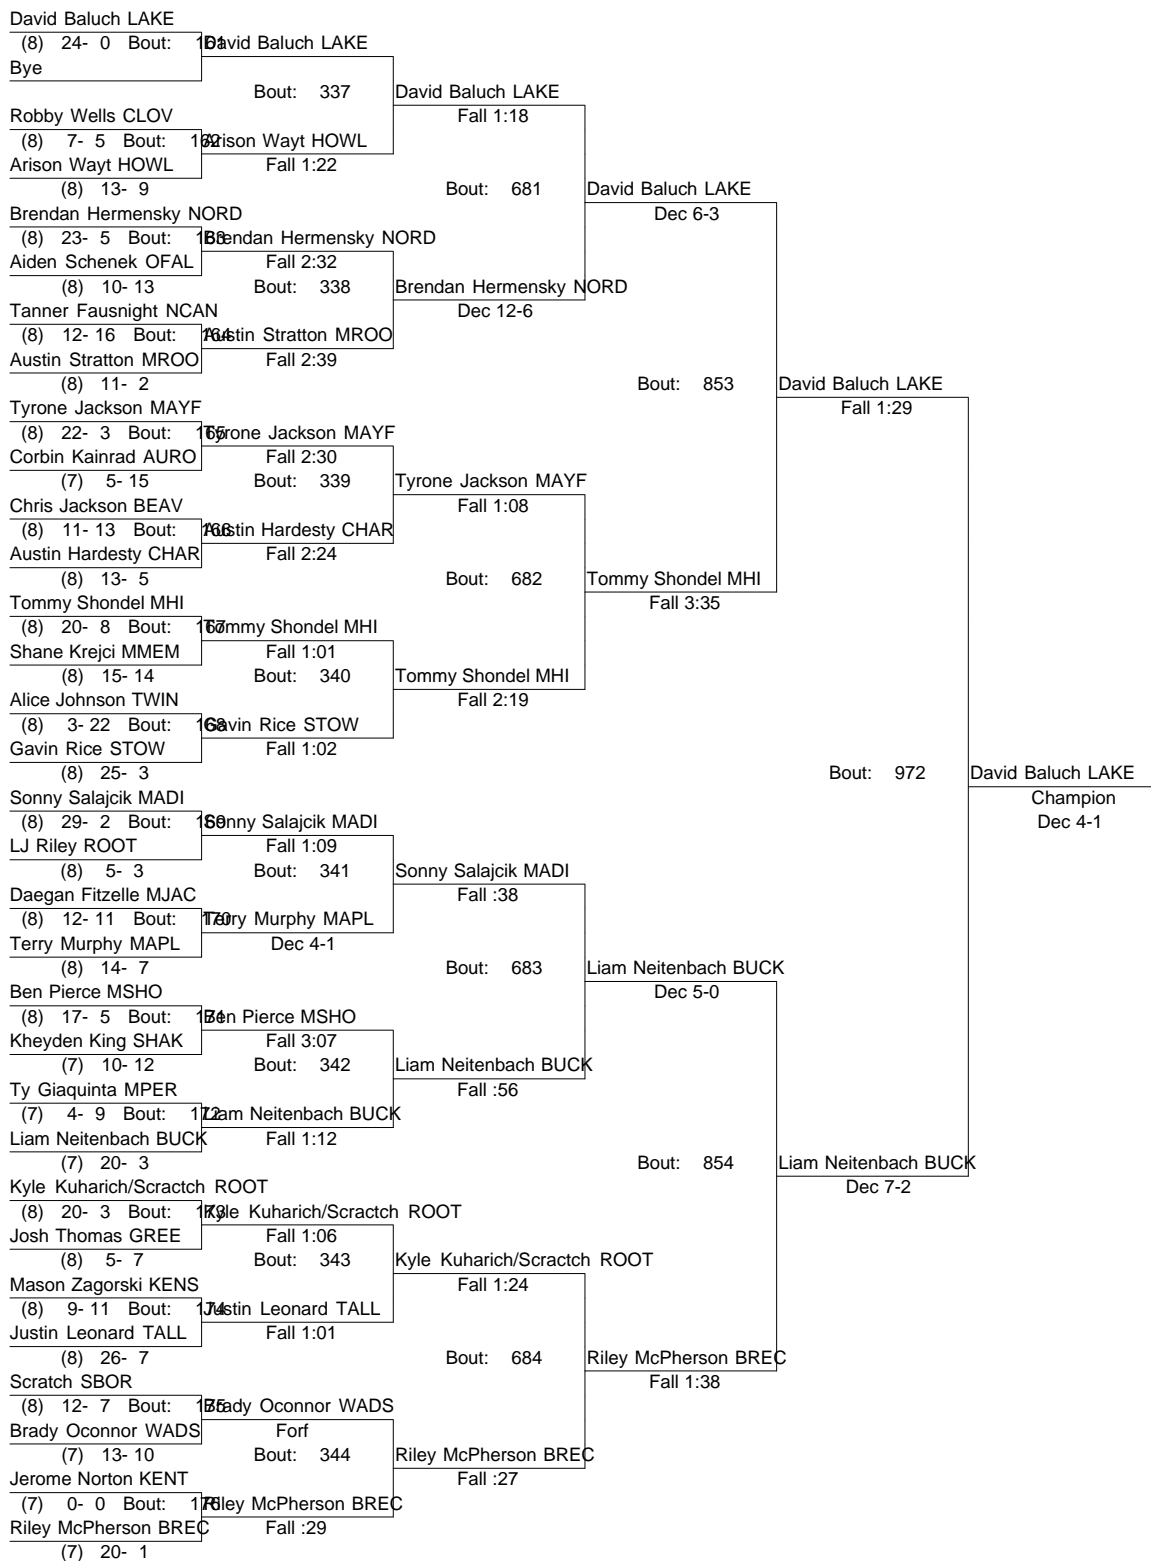 David Baluch LAKE
(8) 24- 0 Bout: 161 David Baluch LAKE
Bye
Bout: 337 David Baluch LAKE
Robby Wells CLOV Fall 1:18
(8) 7- 5 Bout: 162 Arison Wayt HOWL
Arison Wayt HOWL Fall 1:22
(8) 13- 9 Bout: 681 David Baluch LAKE
Brendan Hermensky NORD Dec 6-3
(8) 23- 5 Bout: 163 Brendan Hermensky NORD
Aiden Schenek OFAL Fall 2:32
(8) 10- 13 Bout: 338 Brendan Hermensky NORD
Tanner Fausnight NCAN Dec 12-6
(8) 12- 16 Bout: 164 Austin Stratton MROO
Austin Stratton MROO Fall 2:39
(8) 11- 2 Bout: 853 David Baluch LAKE
Tyrone Jackson MAYF Fall 1:29
(8) 22- 3 Bout: 165 Tyrone Jackson MAYF
Corbin Kainrad AURO Fall 2:30
(7) 5- 15 Bout: 339 Tyrone Jackson MAYF
Chris Jackson BEAV Fall 1:08
(8) 11- 13 Bout: 166 Austin Hardesty CHAR
Austin Hardesty CHAR Fall 2:24
(8) 13- 5 Bout: 682 Tommy Shondel MHI
Tommy Shondel MHI Fall 3:35
(8) 20- 8 Bout: 167 Tommy Shondel MHI
Shane Krejci MMEM Fall 1:01
(8) 15- 14 Bout: 340 Tommy Shondel MHI
Alice Johnson TWIN Fall 2:19
(8) 3- 22 Bout: 168 Gavin Rice STOW
Gavin Rice STOW Fall 1:02
(8) 25- 3 Bout: 972 David Baluch LAKE
Sonny Salajcik MADI Champion
(8) 29- 2 Bout: 169 Sonny Salajcik MADI Dec 4-1
LJ Riley ROOT Fall 1:09
(8) 5- 3 Bout: 341 Sonny Salajcik MADI
Daegan Fitzelle MJAC Fall :38
(8) 12- 11 Bout: 170 Terry Murphy MAPL
Terry Murphy MAPL Dec 4-1
(8) 14- 7 Bout: 683 Liam Neitenbach BUCK
Ben Pierce MSHO Dec 5-0
(8) 17- 5 Bout: 171 Ben Pierce MSHO
Kheyden King SHAK Fall 3:07
(7) 10- 12 Bout: 342 Liam Neitenbach BUCK
Ty Giaquinta MPER Fall :56
(7) 4- 9 Bout: 172 Liam Neitenbach BUCK
Liam Neitenbach BUCK Fall 1:12
(7) 20- 3 Bout: 854 Liam Neitenbach BUCK
Kyle Kuharich/Scractch ROOT Dec 7-2
(8) 20- 3 Bout: 173 Kyle Kuharich/Scractch ROOT
Josh Thomas GREE Fall 1:06
(8) 5- 7 Bout: 343 Kyle Kuharich/Scractch ROOT
Mason Zagorski KENS Fall 1:24
(8) 9- 11 Bout: 174 Justin Leonard TALL
Justin Leonard TALL Fall 1:01
(8) 26- 7 Bout: 684 Riley McPherson BREC
Scratch SBOR Fall 1:38
(8) 12- 7 Bout: 175 Brady Oconnor WADS
Brady Oconnor WADS Forf
(7) 13- 10 Bout: 344 Riley McPherson BREC
Jerome Norton KENT Fall :27
(7) 0- 0 Bout: 176 Riley McPherson BREC
Riley McPherson BREC Fall :29
(7) 20- 1